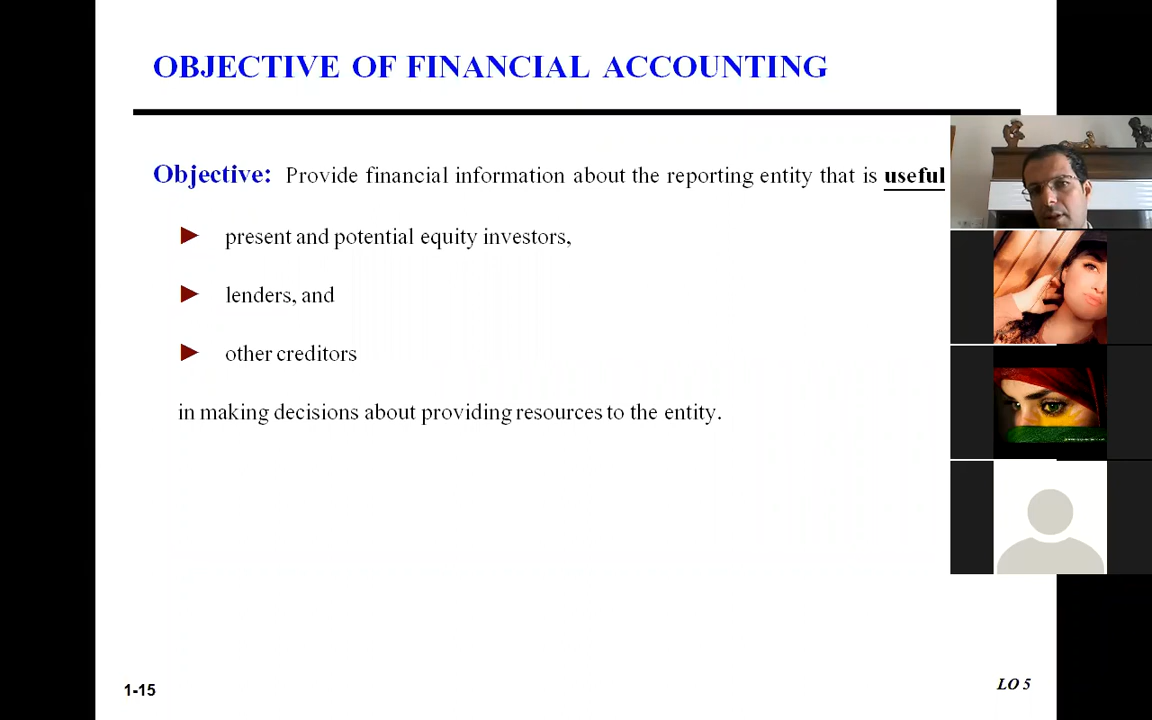 OBJECTIVE OF FINANCIAL ACCOUNTING
Objective: Provide financial information about the reporting entity that is useful
► present and potential equity investors,
► lenders, and
► other creditors
in making decisions about providing resources to the entity.
1-15
LO 5